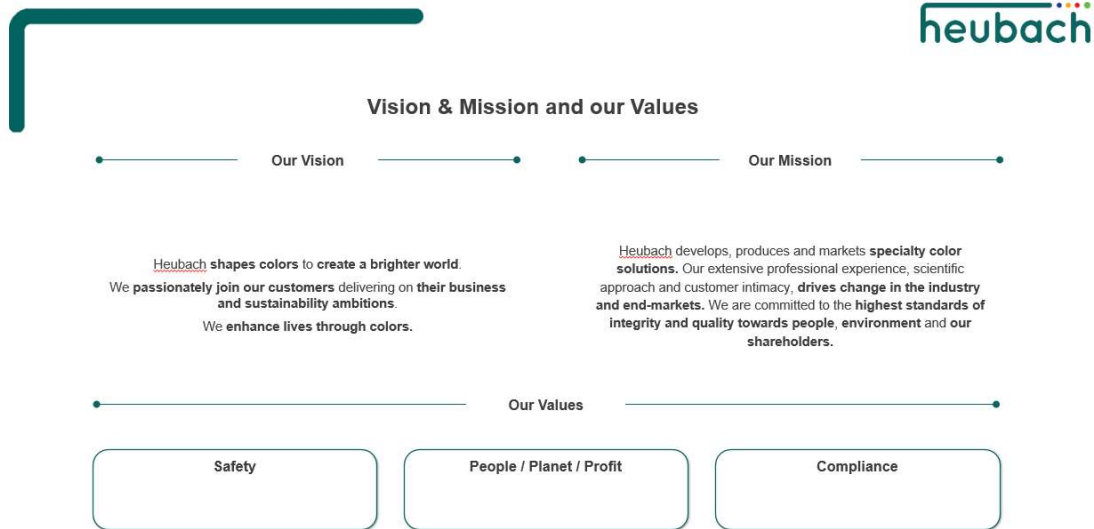 heubach
Vision & Mission and our Values
Our Vision
Our Mission
Heubach shapes colors to create a brighter world.
We passionately join our customers delivering on their business
and sustainability ambitions.
We enhance lives through colors.
Heubach develops, produces and markets specialty color
solutions. Our extensive professional experience, scientific
approach and customer intimacy, drives change in the industry
and end-markets. We are committed to the highest standards of
integrity and quality towards people, environment and our
shareholders.
Our Values
Safety
People / Planet / Profit
Compliance